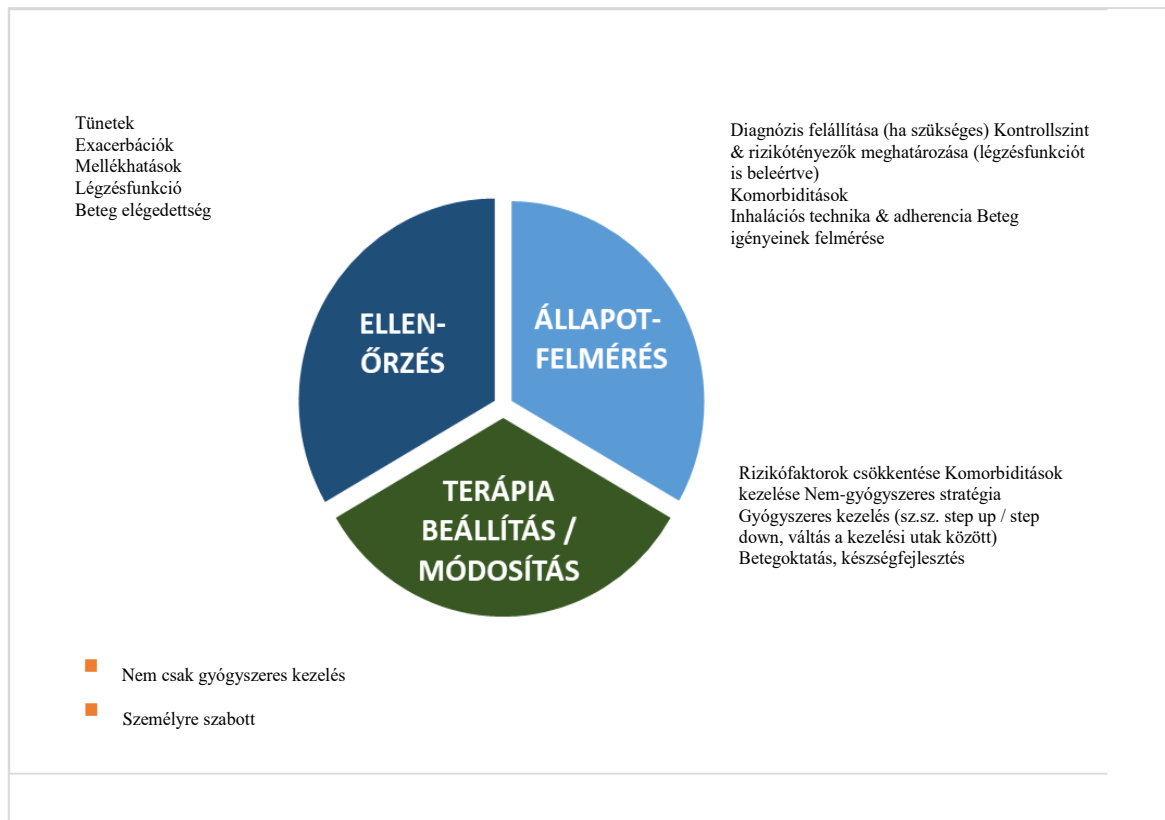 Tünetek
Exacerbációk
Mellékhatások
Légzésfunkció
Beteg elégedettség
Diagnózis felállítása (ha szükséges) Kontrollszint
& rizikótényezők meghatározása (légzésfunkciót
is beleértve)
Komorbiditások
Inhalációs technika & adherencia Beteg
igényeinek felmérése
ELLEN-
ŐRZÉS
ÁLLAPOT-
FELMÉRÉS
TERÁPIA
BEÁLLÍTÁS /
MÓDOSÍTÁS
Rizikófaktorok csökkentése Komorbiditások
kezelése Nem-gyógyszeres stratégia
Gyógyszeres kezelés (sz.sz. step up / step
down, váltás a kezelési utak között)
Betegoktatás, készségfejlesztés
Nem csak gyógyszeres kezelés
Személyre szabott